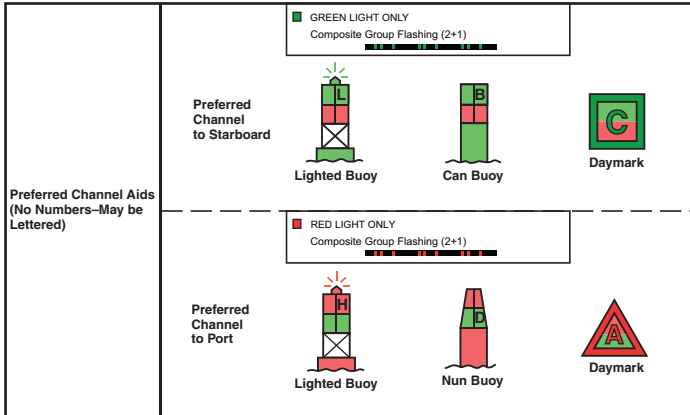 GREEN LIGHT ONLY
Composite Group Flashing (2+1)
Preferred
Channel
to Starboard
L
B
C
Lighted Buoy
Can Buoy
Daymark
Preferred Channel Aids
(No Numbers–May be
Lettered)
RED LIGHT ONLY
Composite Group Flashing (2+1)
Preferred
Channel
to Port
H
D
A
Lighted Buoy
Nun Buoy
Daymark